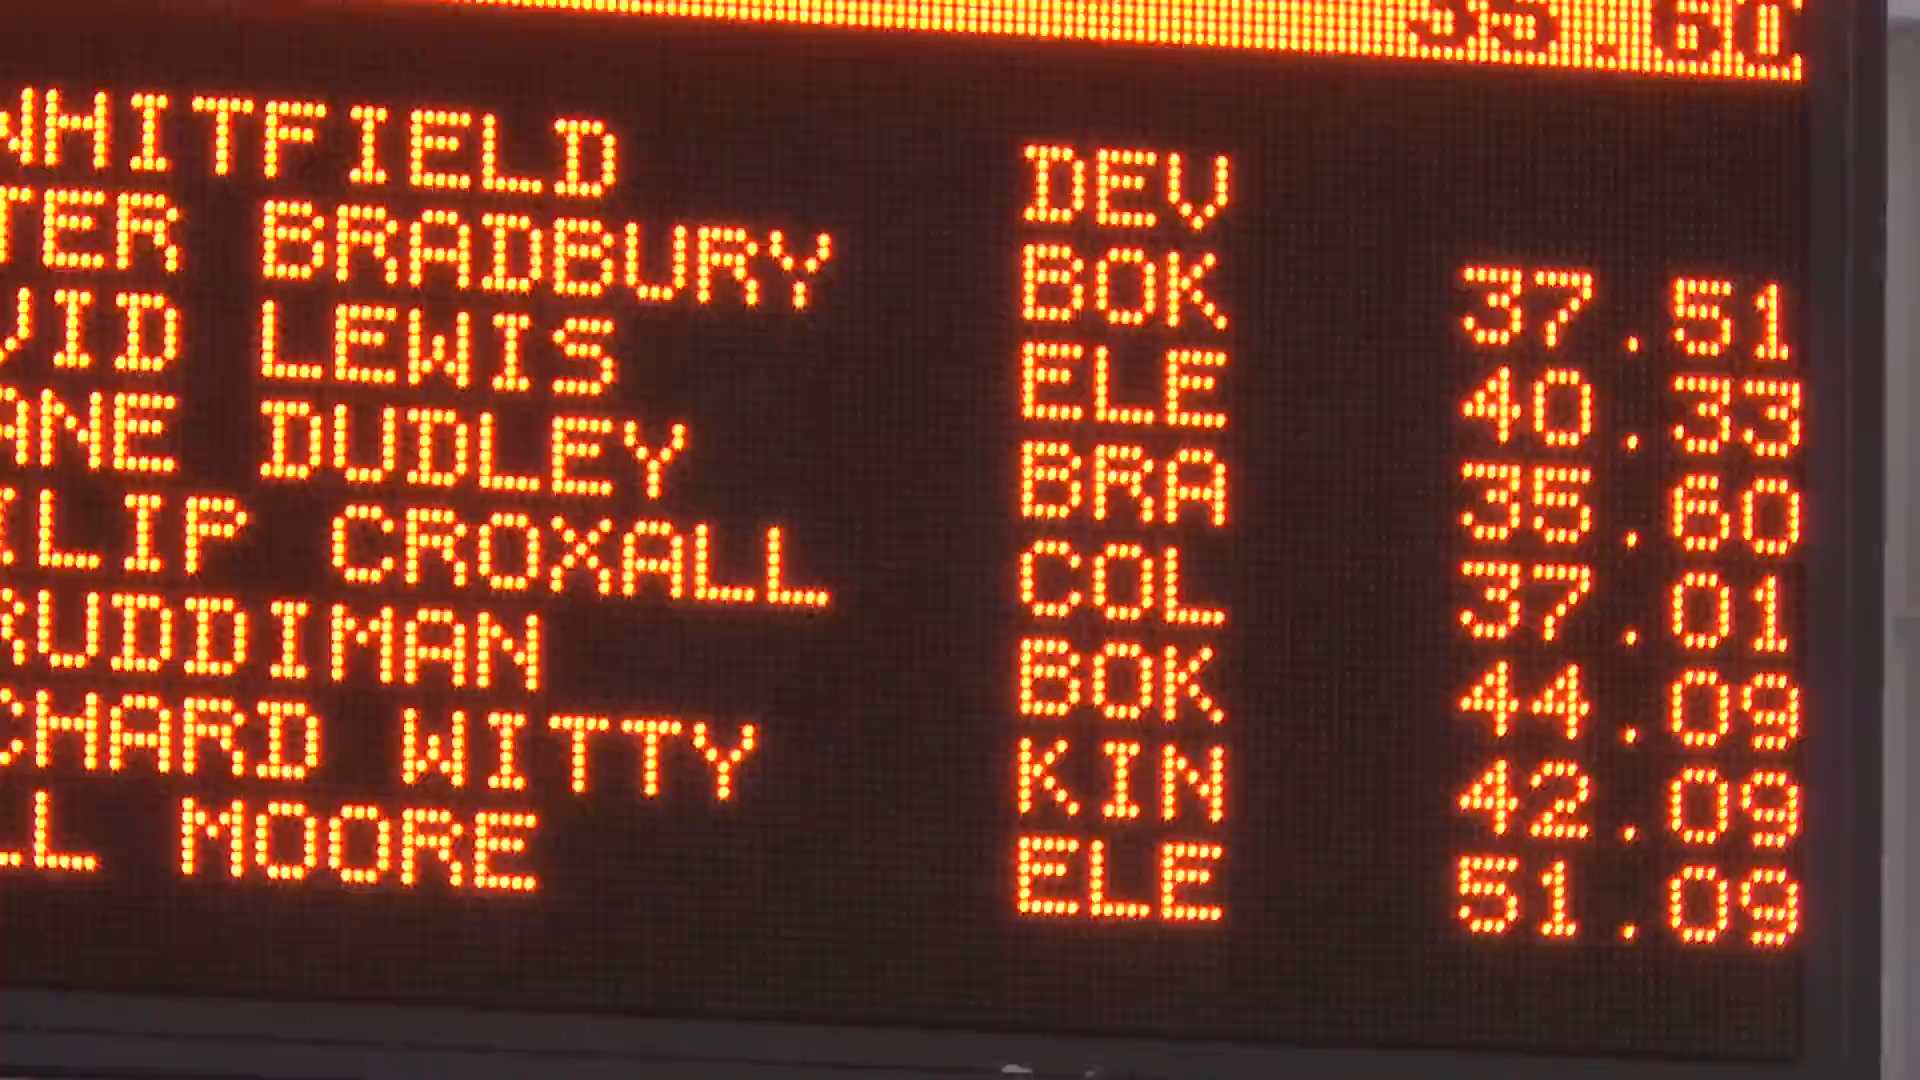 WHITFIELD DEV
TER BRADBURY BOK 37.51
VID LEWIS ELE 40.33
ANE DUDLEY BRA 35.60
ILIP CROXALL COL 37.01
RUDDIMAN BOK 44.09
CHARD WITTY KIN 42.09
LL MOORE ELE 51.09